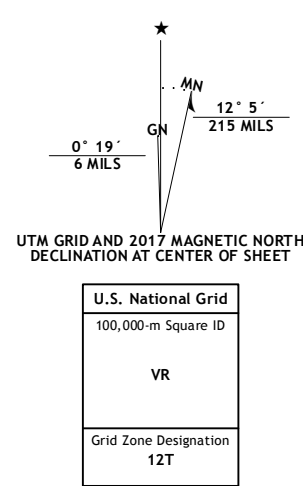 ★
MN
GN
12° 5´
215 MILS
0° 19´
6 MILS
UTM GRID AND 2017 MAGNETIC NORTH
DECLINATION AT CENTER OF SHEET
U.S. National Grid
100,000-m Square ID
VR
Grid Zone Designation
12T